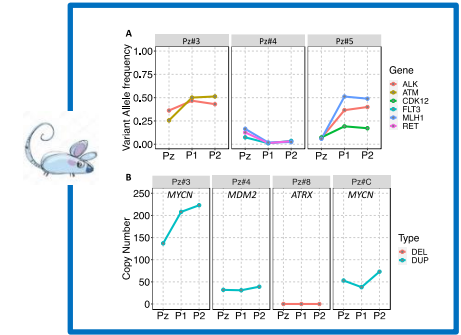 A
Pz#3 Pz#4 Pz#5
Variant Allele frequency
1.00
0.75
0.50
0.25
0.00
Pz P1 P2 Pz P1 P2 Pz P1 P2
Gene
ALK
ATM
CDK12
FLT3
MLH1
RET
B
Pz#3 Pz#4 Pz#8 Pz#C
MYCN MDM2 ATRX MYCN
Copy Number
250
200
150
100
50
0
Pz P1 P2 Pz P1 P2 Pz P1 P2 Pz P1 P2
Type
DEL
DUP